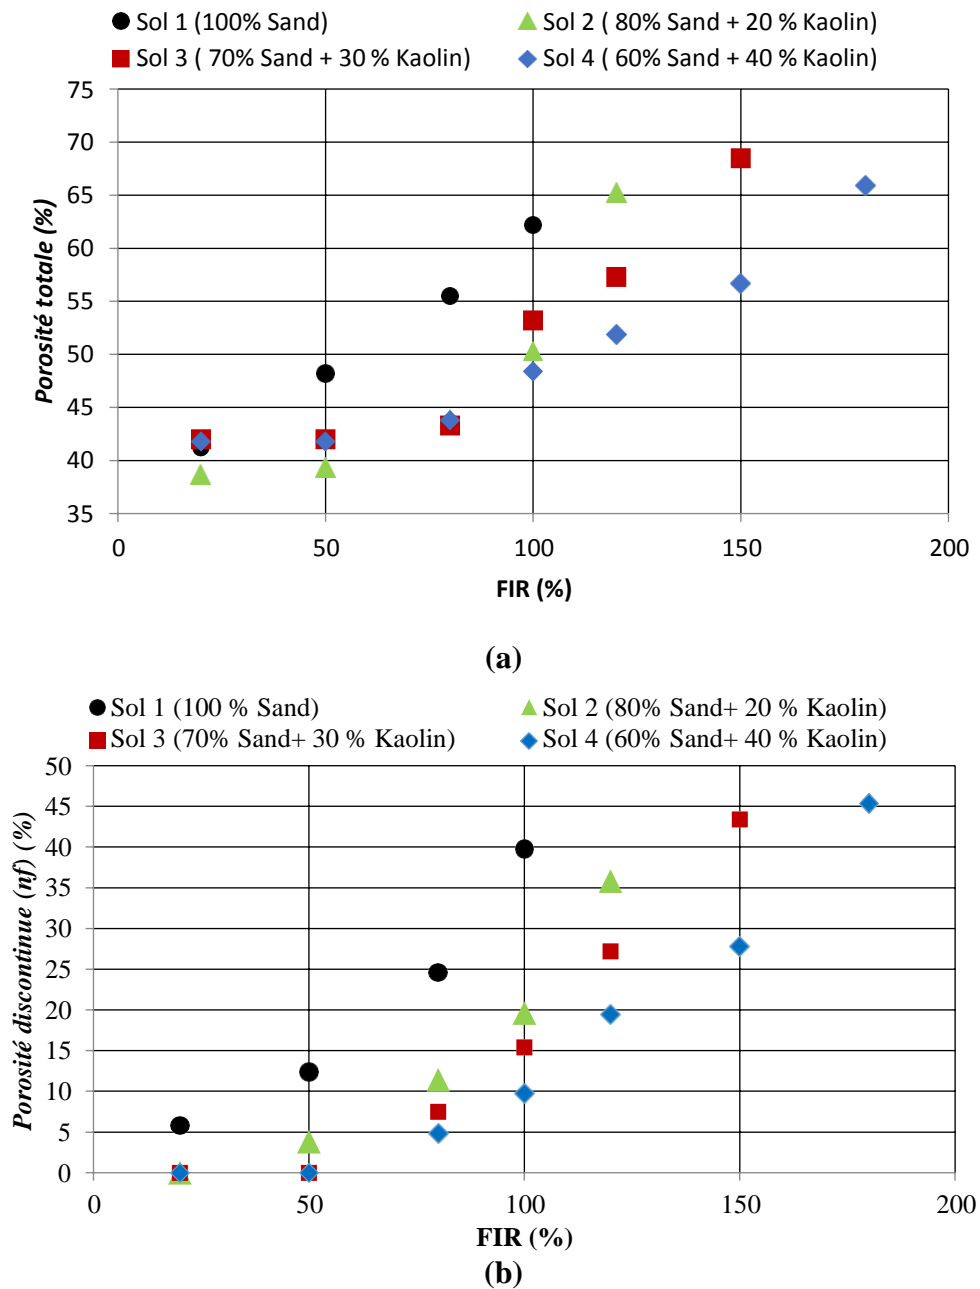 Sol 1 (100% Sand)
Sol 2 ( 80% Sand + 20 % Kaolin)
Sol 3 ( 70% Sand + 30 % Kaolin)
Sol 4 ( 60% Sand + 40 % Kaolin)
75
70
65
60
55
50
45
40
35
Porosité totale (%)
0
50
100
150
200
FIR (%)
(a)
Sol 1 (100 % Sand)
Sol 2 (80% Sand+ 20 % Kaolin)
Sol 3 (70% Sand+ 30 % Kaolin)
Sol 4 (60% Sand+ 40 % Kaolin)
50
45
40
35
30
25
20
15
10
5
0
Porosité discontinue (nf) (%)
0
50
100
150
200
FIR (%)
(b)